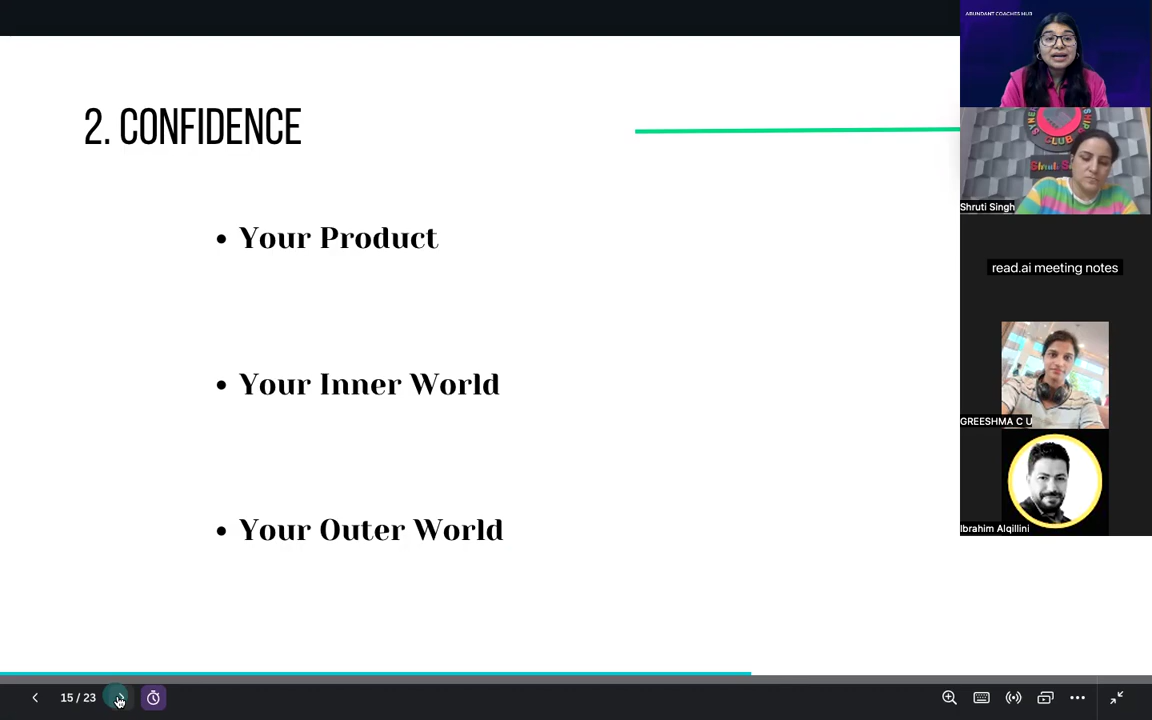 ABUNDANT COACHES HUB
2. CONFIDENCE
CLUB
Shruti Singh
• Your Product
read.ai meeting notes
• Your Inner World
GREESHMA C U
• Your Outer World
Ibrahim Alqillini
15 / 23